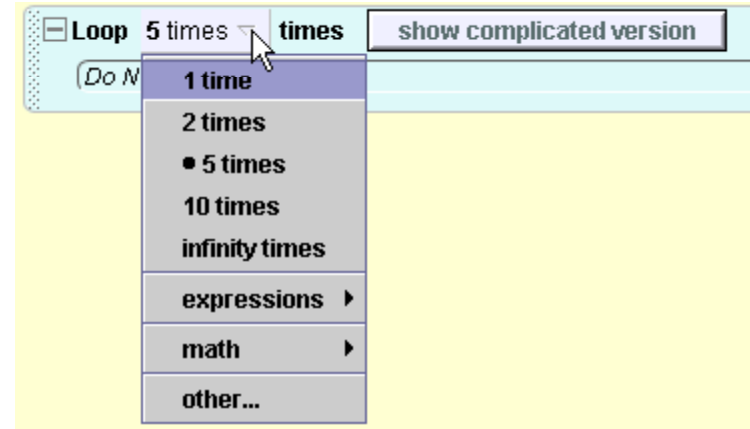 Loop 5 times times show complicated version
Do N
1 time
2 times
• 5 times
10 times
infinity times
expressions
math
other...